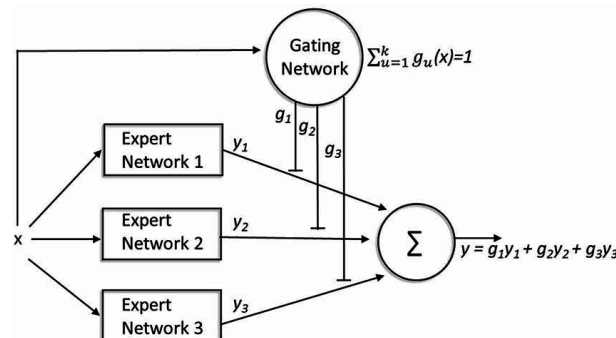 Gating
Network
∑ᵏᵤ₌₁ gᵤ(x)=1
g₁
g₂
g₃
Expert
Network 1
y₁
x
Expert
Network 2
y₂
∑
y = g₁y₁ + g₂y₂ + g₃y₃
Expert
Network 3
y₃